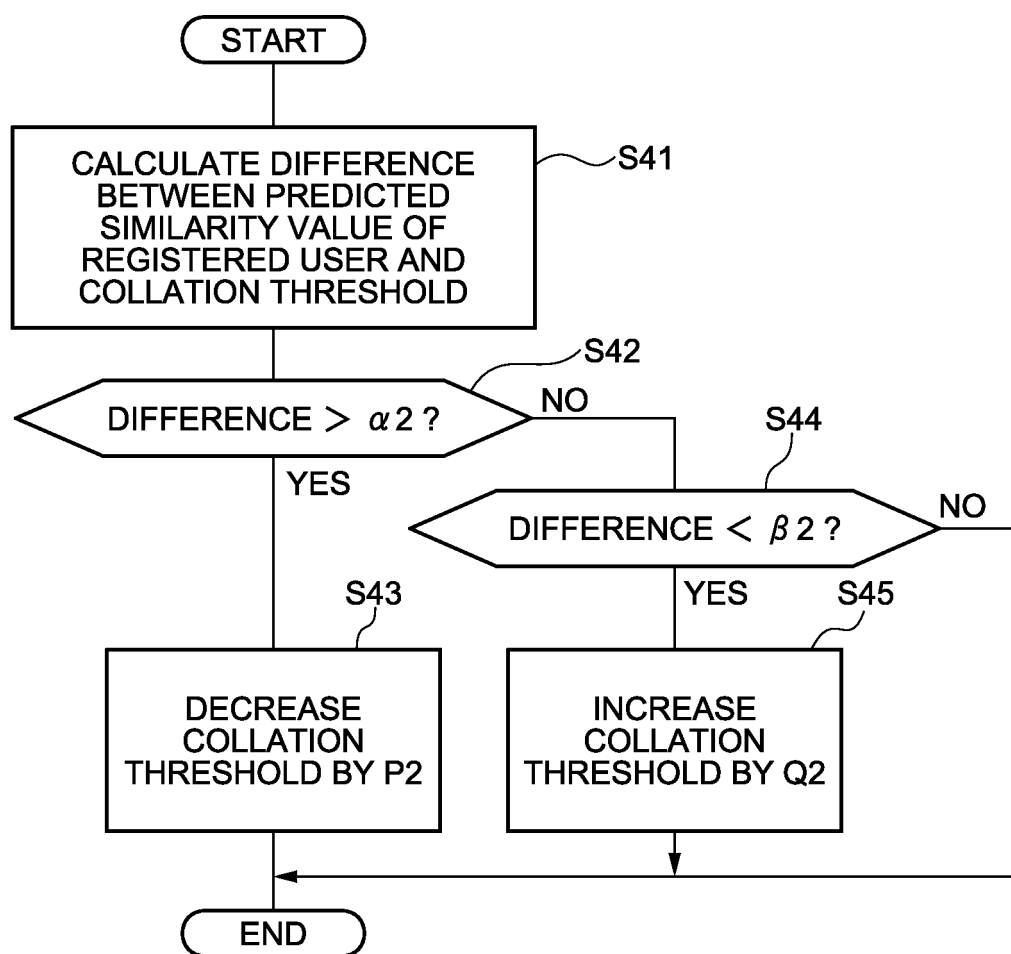 START
CALCULATE DIFFERENCE
BETWEEN PREDICTED
SIMILARITY VALUE OF
REGISTERED USER AND
COLLATION THRESHOLD
S41
S42
DIFFERENCE > α2 ?
NO
YES
S44
DIFFERENCE < β2 ?
NO
YES
S43
DECREASE
COLLATION
THRESHOLD BY P2
S45
INCREASE
COLLATION
THRESHOLD BY Q2
END